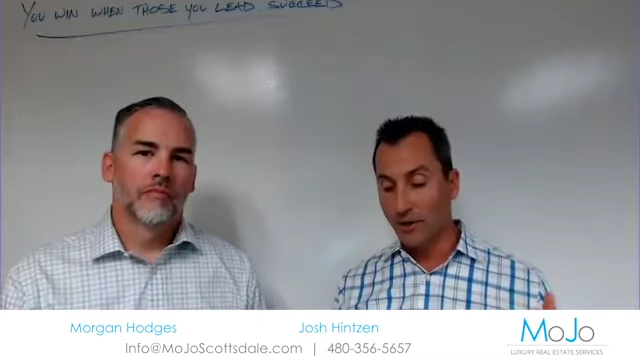 YOU WIN WHEN THOSE YOU LEAD SUCCEED
Morgan Hodges
Josh Hintzen
Info@MoJoScottsdale.com | 480-356-5657
MoJo
LUXURY REAL ESTATE SERVICES